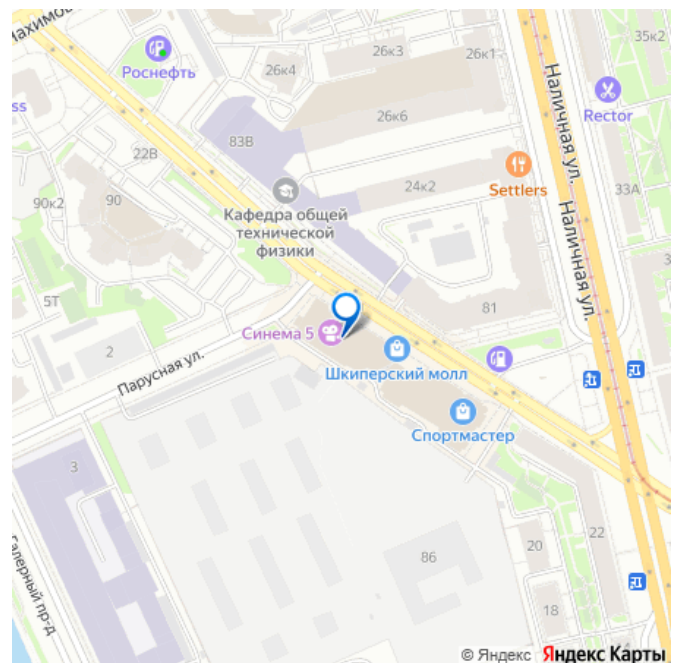 Нахимов
Роснефть
26к4
26к3
26к1
35к2
Наличная ул.
Rector
ss
83В
26к6
22В
Settlers
24к2
33А
90к2
90
Кафедра общей
технической
физики
Наличная ул.
3
5Т
2
81
Синема 5
Парусная ул.
Шкиперский молл
Спортмастер
3
86
20
22
18
Галерный пр-д
© Яндекс Яндекс Карты